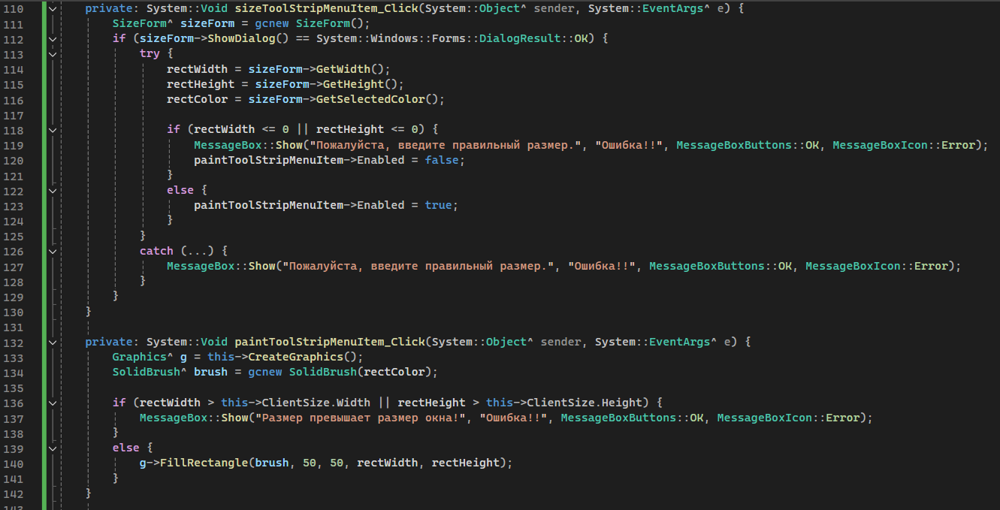 110 private: System::Void sizeToolStripMenuItem_Click(System::Object^ sender, System::EventArgs^ e) {
111 SizeForm^ sizeForm = gcnew SizeForm();
112 if (sizeForm->ShowDialog() == System::Windows::Forms::DialogResult::OK) {
113 try {
114 rectWidth = sizeForm->GetWidth();
115 rectHeight = sizeForm->GetHeight();
116 rectColor = sizeForm->GetSelectedColor();
117
118 if (rectWidth <= 0 || rectHeight <= 0) {
119 MessageBox::Show("Пожалуйста, введите правильный размер.", "Ошибка!!", MessageBoxButtons::OK, MessageBoxIcon::Error);
120 paintToolStripMenuItem->Enabled = false;
121 }
122 else {
123 paintToolStripMenuItem->Enabled = true;
124 }
125 }
126 catch (...) {
127 MessageBox::Show("Пожалуйста, введите правильный размер.", "Ошибка!!", MessageBoxButtons::OK, MessageBoxIcon::Error);
128 }
129 }
130 }
131
132 private: System::Void paintToolStripMenuItem_Click(System::Object^ sender, System::EventArgs^ e) {
133 Graphics^ g = this->CreateGraphics();
134 SolidBrush^ brush = gcnew SolidBrush(rectColor);
135
136 if (rectWidth > this->ClientSize.Width || rectHeight > this->ClientSize.Height) {
137 MessageBox::Show("Размер превышает размер окна!", "Ошибка!!", MessageBoxButtons::OK, MessageBoxIcon::Error);
138 }
139 else {
140 g->FillRectangle(brush, 50, 50, rectWidth, rectHeight);
141 }
142 }
143